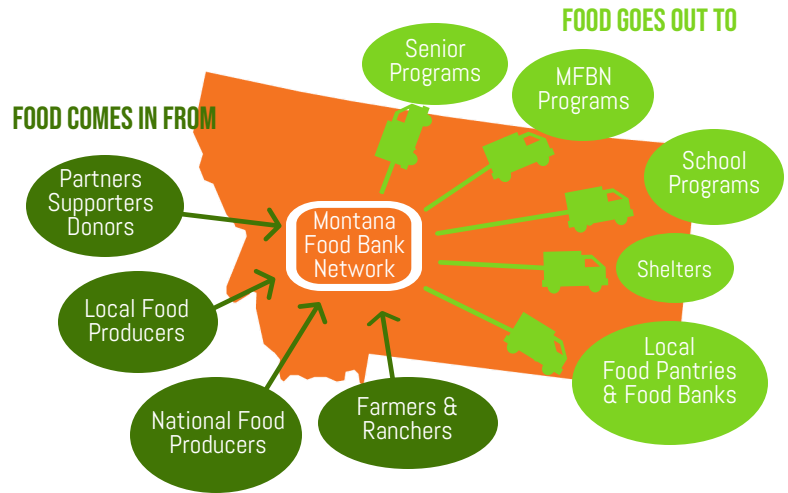 FOOD GOES OUT TO
Senior
Programs
MFBN
Programs
FOOD COMES IN FROM
School
Programs
Partners
Supporters
Donors
Montana
Food Bank
Network
Shelters
Local Food
Producers
Local
Food Pantries
& Food Banks
National Food
Producers
Farmers &
Ranchers